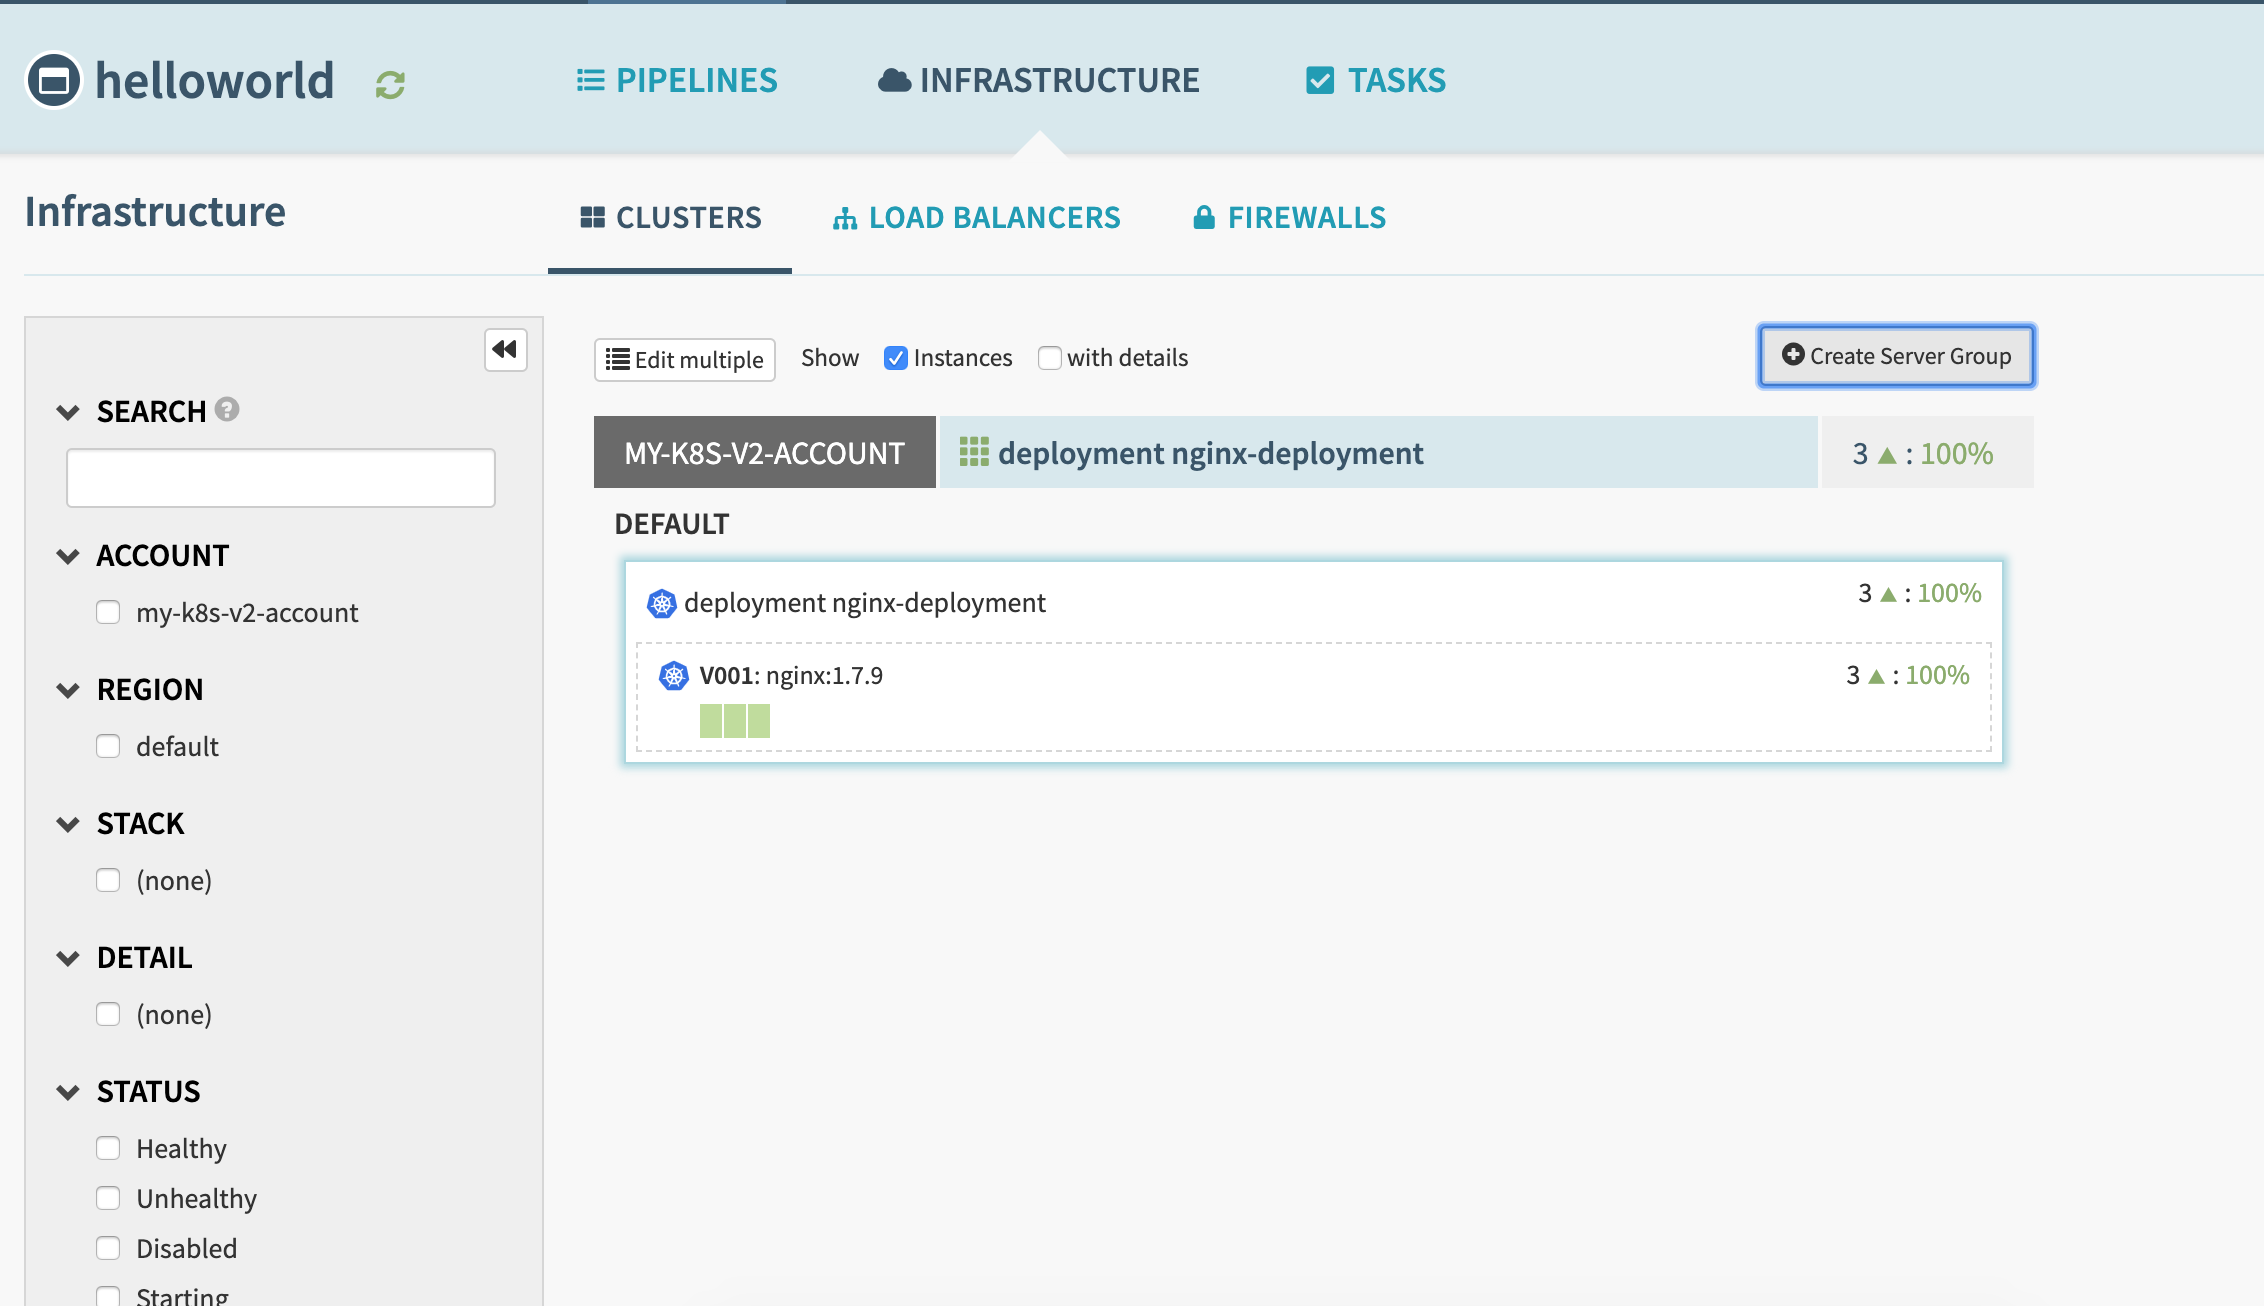 helloworld
PIPELINES
INFRASTRUCTURE
TASKS
Infrastructure
CLUSTERS
LOAD BALANCERS
FIREWALLS
SEARCH ?
ACCOUNT
my-k8s-v2-account
REGION
default
STACK
(none)
DETAIL
(none)
STATUS
Healthy
Unhealthy
Disabled
Starting
Edit multiple
Show
Instances
with details
Create Server Group
MY-K8S-V2-ACCOUNT
deployment nginx-deployment
3 ▲ : 100%
DEFAULT
deployment nginx-deployment
3 ▲ : 100%
V001: nginx:1.7.9
3 ▲ : 100%